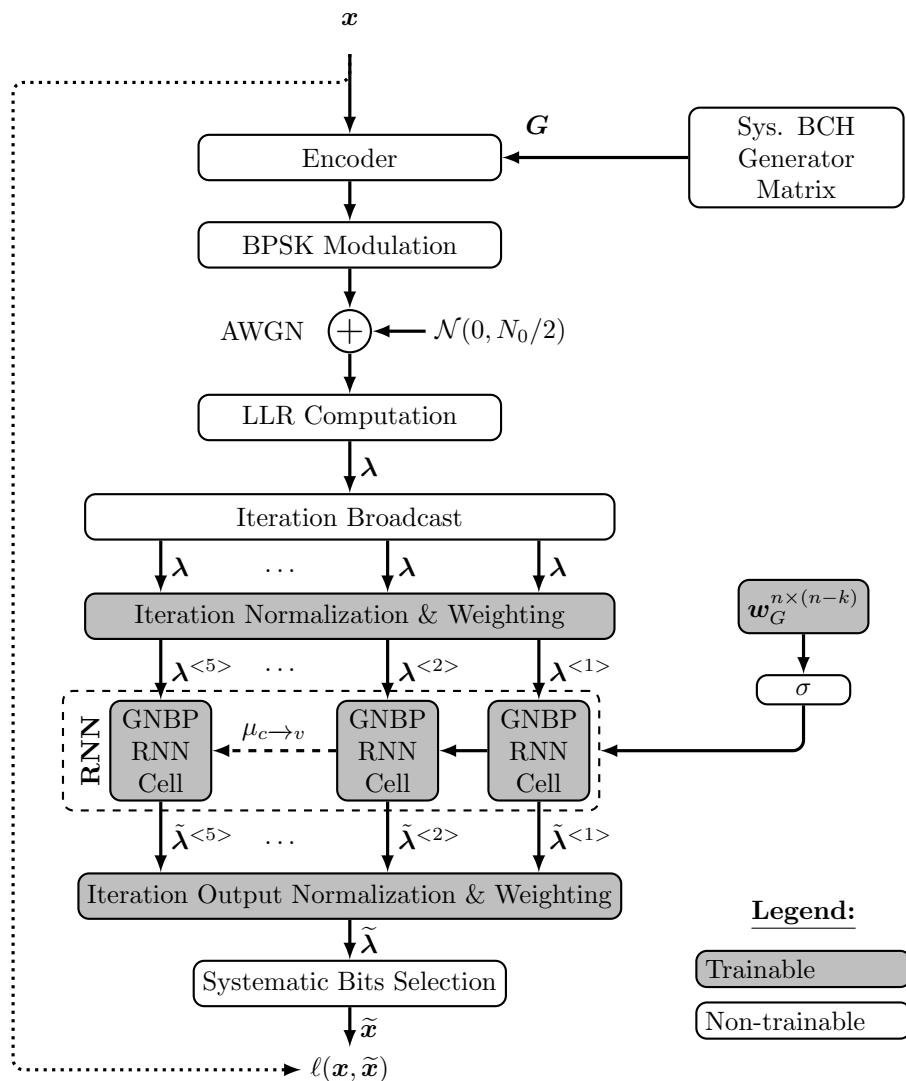 x
G
Sys. BCH
Generator
Matrix
Encoder
BPSK Modulation
AWGN
+
𝒩(0, N₀/2)
LLR Computation
λ
Iteration Broadcast
λ ... λ λ
Iteration Normalization & Weighting
w_G^{n×(n−k)}
σ
λ^{<5>} ... λ^{<2>} λ^{<1>}
RNN
GNBP
RNN
Cell
μ_{c→v}
GNBP
RNN
Cell
GNBP
RNN
Cell
λ̃^{<5>} ... λ̃^{<2>} λ̃^{<1>}
Iteration Output Normalization & Weighting
λ̃
Systematic Bits Selection
x̃
ℓ(x, x̃)
Legend:
Trainable
Non-trainable